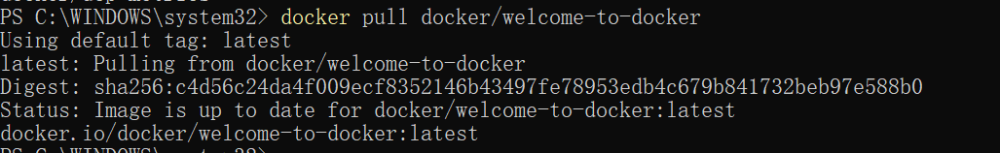 PS C:\WINDOWS\system32> docker pull docker/welcome-to-docker
Using default tag: latest
latest: Pulling from docker/welcome-to-docker
Digest: sha256:c4d56c24da4f009ecf8352146b43497fe78953edb4c679b841732beb97e588b0
Status: Image is up to date for docker/welcome-to-docker:latest
docker.io/docker/welcome-to-docker:latest
PS C:\WINDOWS\system32>